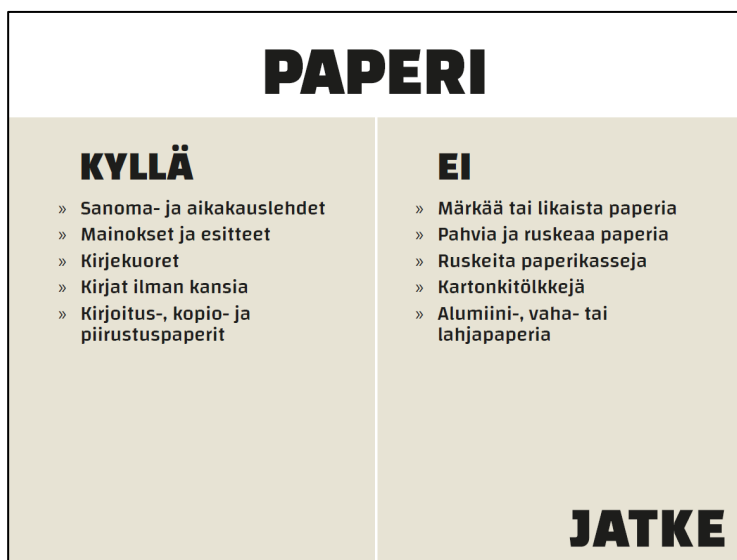 PAPERI
KYLLÄ
» Sanoma- ja aikakauslehdet
» Mainokset ja esitteet
» Kirjekuoret
» Kirjat ilman kansia
» Kirjoitus-, kopio- ja
piirustuspaperit
EI
» Märkää tai likaista paperia
» Pahvia ja ruskeaa paperia
» Ruskeita paperikasseja
» Kartonkitölkkejä
» Alumiini-, vaha- tai
lahjapaperia
JATKE